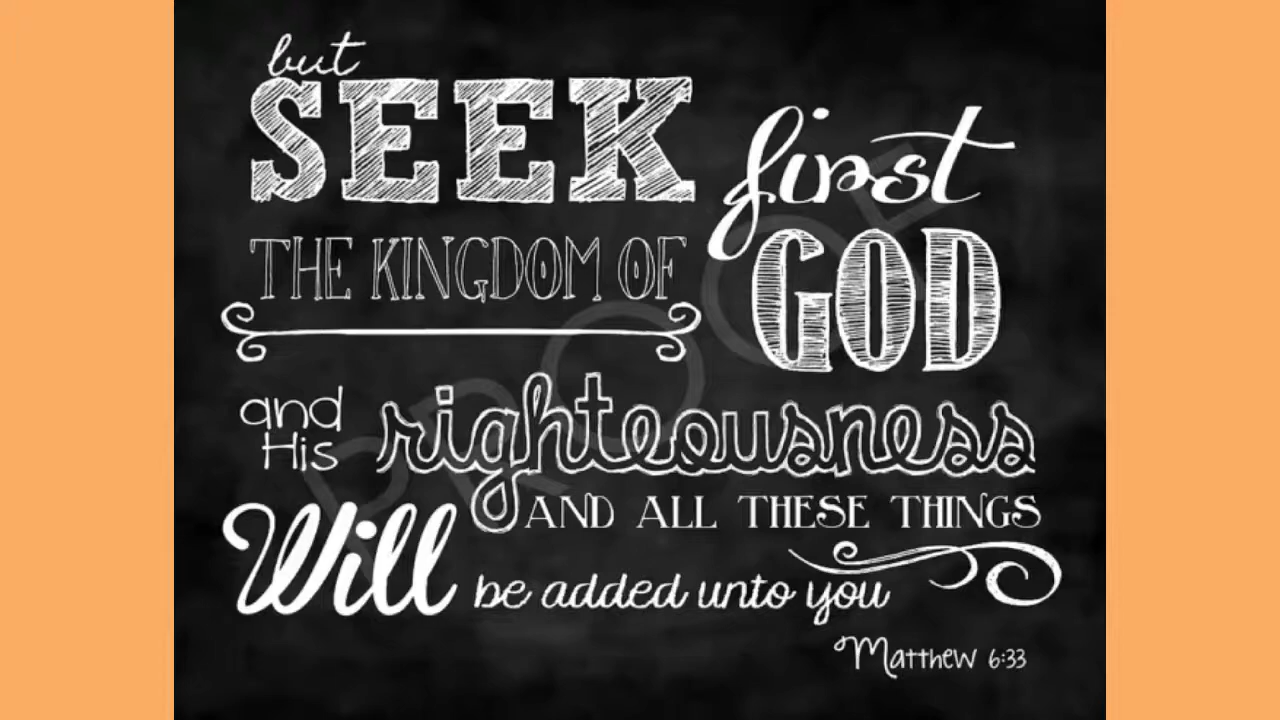 but
SEEK first
THE KINGDOM OF GOD
and His righteousness
AND ALL THESE THINGS
Will be added unto you
Matthew 6:33
PROOF